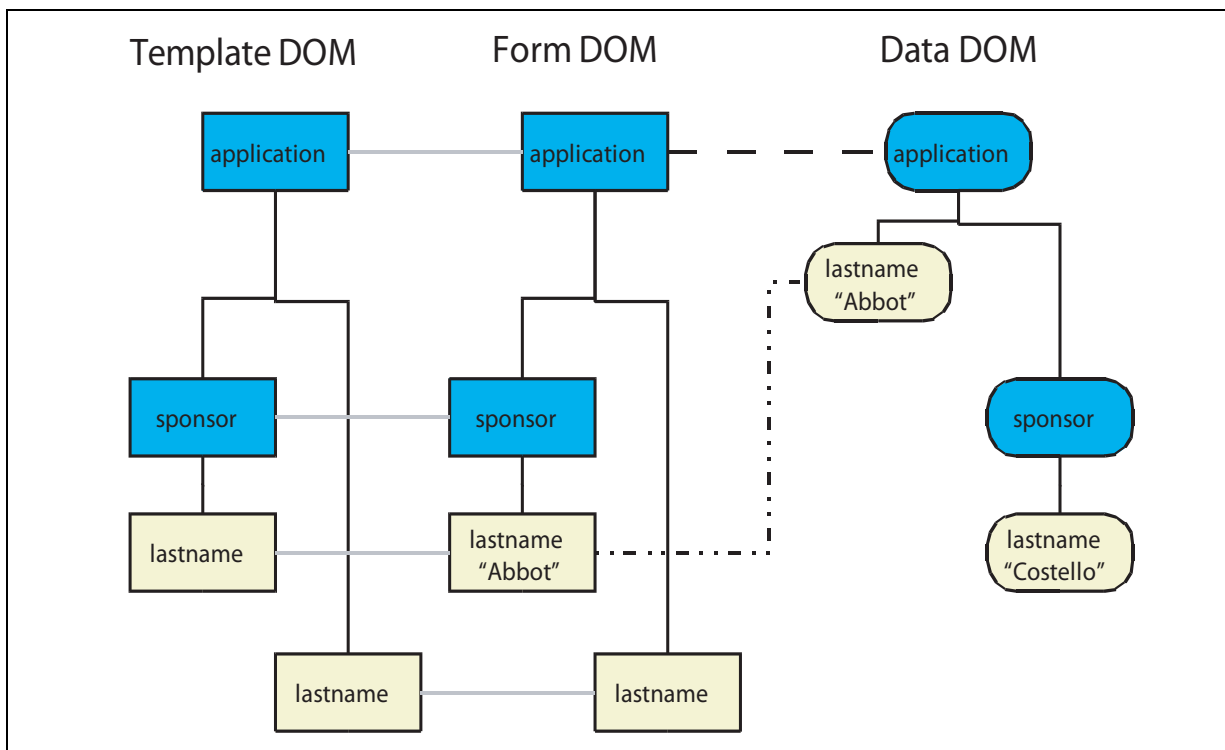 Template DOM
Form DOM
Data DOM
application
application
application
lastname
“Abbot”
sponsor
sponsor
sponsor
lastname
lastname
“Abbot”
lastname
“Costello”
lastname
lastname